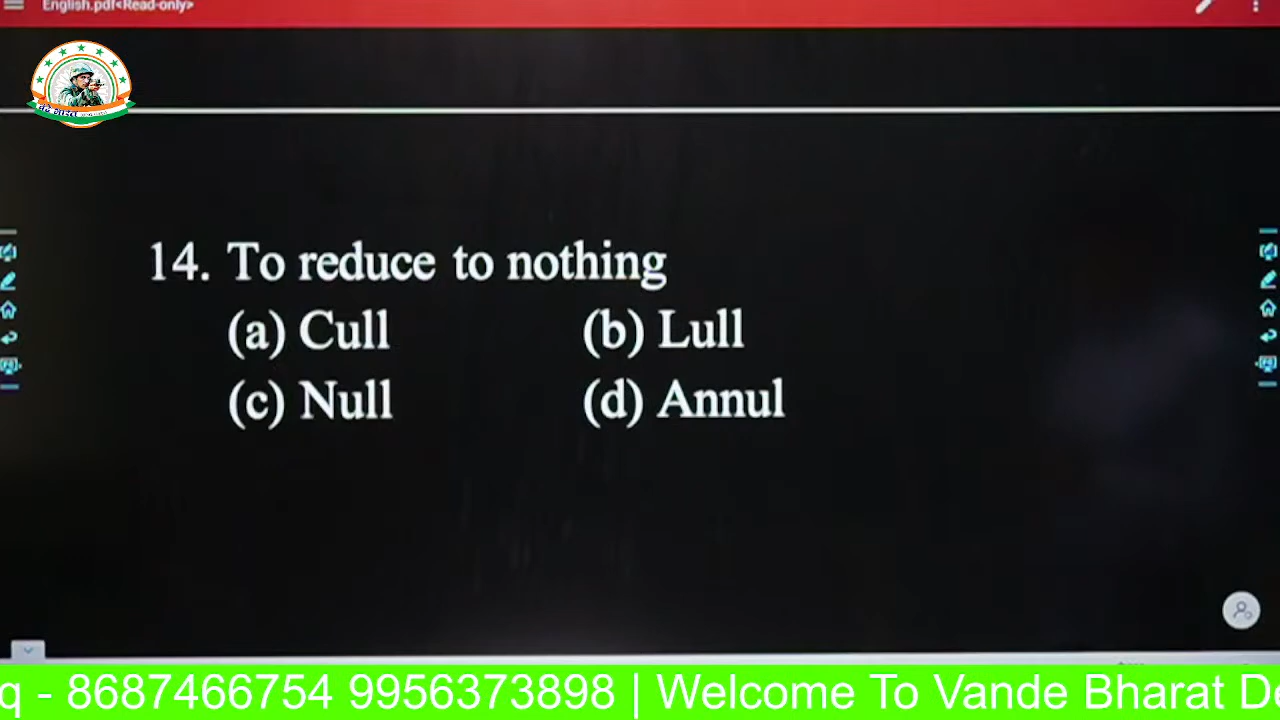 English.pdf<Read-only>
वंदे भारत
14. To reduce to nothing
(a) Cull (b) Lull
(c) Null (d) Annul
q - 8687466754 9956373898 | Welcome To Vande Bharat De